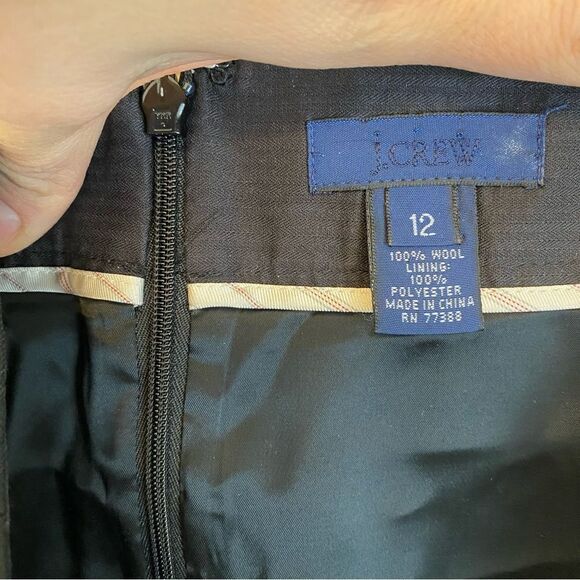 J.CREW
12
100% WOOL
LINING:
100%
POLYESTER
MADE IN CHINA
RN 77388